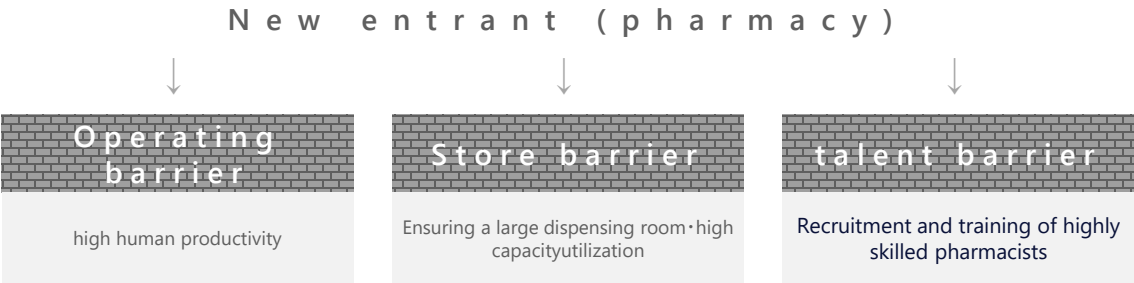 New entrant (pharmacy)
Operating
barrier
high human productivity
Store barrier
Ensuring a large dispensing room･high
capacityutilization
talent barrier
Recruitment and training of highly
skilled pharmacists